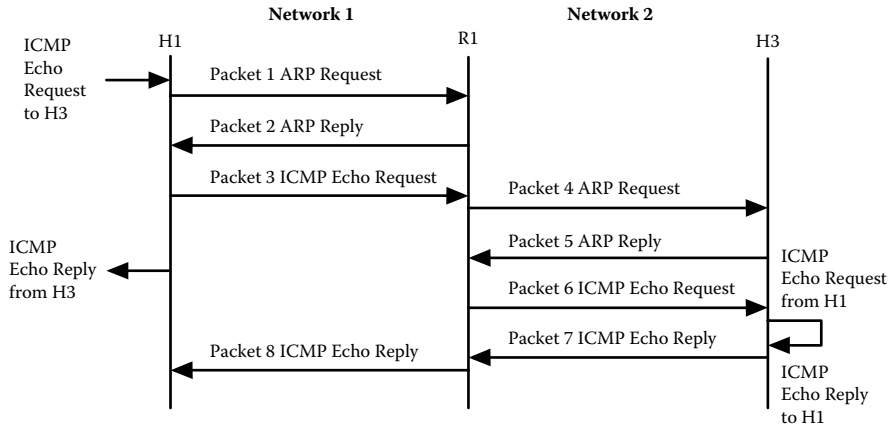 Network 1
Network 2
H1
R1
H3
ICMP
Echo
Request
to H3
Packet 1 ARP Request
Packet 2 ARP Reply
Packet 3 ICMP Echo Request
Packet 4 ARP Request
Packet 5 ARP Reply
ICMP
Echo Reply
from H3
ICMP
Echo Request
from H1
Packet 6 ICMP Echo Request
Packet 7 ICMP Echo Reply
Packet 8 ICMP Echo Reply
ICMP
Echo Reply
to H1